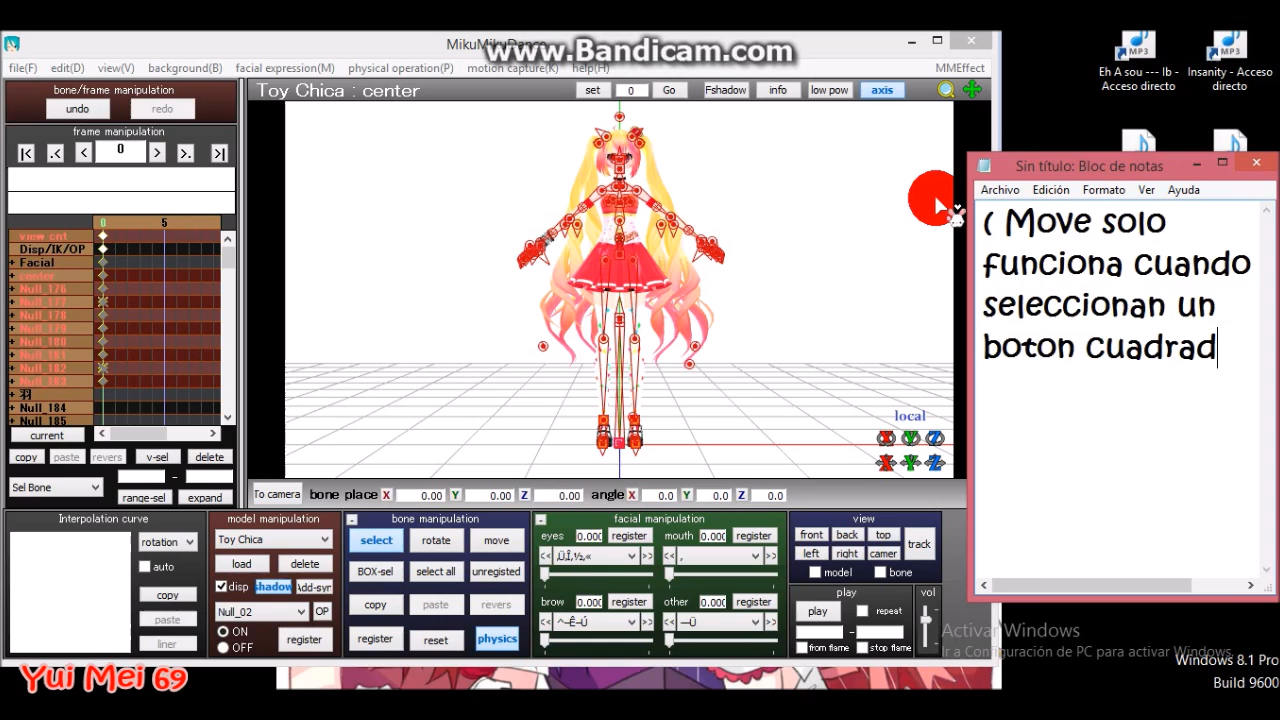 www.Bandicam.com
MikuMikuDance
file(F) edit(D) view(V) background(B) facial expression(M) physical operation(P) motion capture(K) help(H) MMEffect
bone/frame manipulation
undo redo
frame manipulation
0
Toy Chica : center
set 0 Go Fshadow info low pow axis
0 5
view cnt
Disp/IK/OP
Facial
center
Null_176
Null_177
Null_178
Null_179
Null_180
Null_181
Null_182
Null_183
羽
Null_184
Null_185
current
copy paste revers v-sel delete
Sel Bone
range-sel expand
local
X Y Z
X Y Z
To camera bone place X 0.00 Y 0.00 Z 0.00 angle X 0.0 Y 0.0 Z 0.0
Interpolation curve
rotation
auto
copy
paste
liner
model manipulation
Toy Chica
load delete
disp shadow Add-syn
Null_02 OP
ON
OFF
register
bone manipulation
select rotate move
BOX-sel select all unregisted
copy paste revers
register reset physics
facial manipulation
eyes 0.000 register mouth 0.000 register
brow 0.000 register other 0.000 register
view
front back top
left right camer
track
model bone
play
play repeat
from flame stop flame
vol
Eh A sou --- Ib - Acceso directo
Insanity - Acceso directo
Sin título: Bloc de notas
Archivo Edición Formato Ver Ayuda
( Move solo
funciona cuando
seleccionan un
boton cuadrad
Activar Windows
Ir a Configuración de PC para activar Windows.
Windows 8.1 Pro
Build 9600
Yui Mei 69